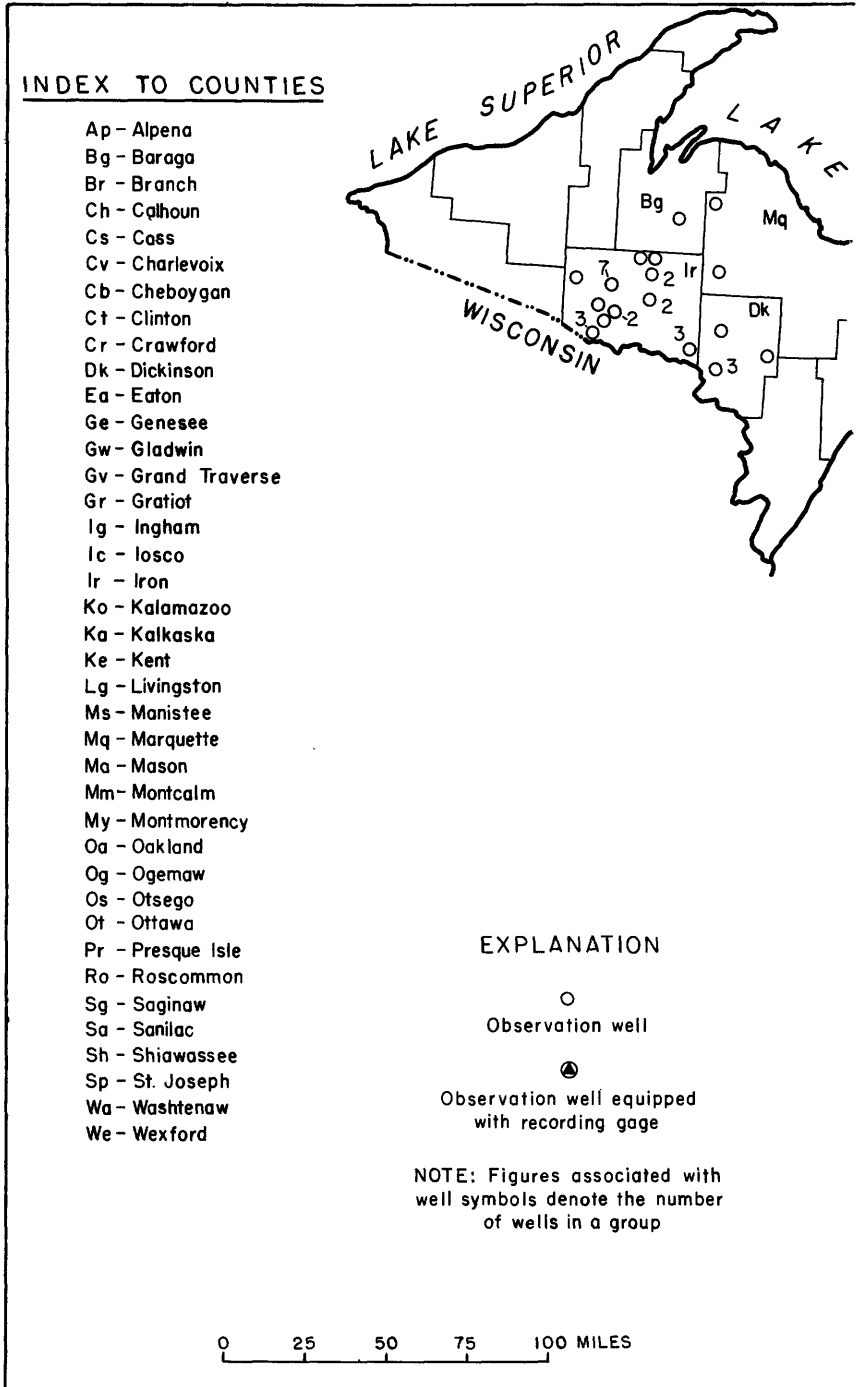 INDEX TO COUNTIES
Ap - Alpena
Bg - Baraga
Br - Branch
Ch - Calhoun
Cs - Cass
Cv - Charlevoix
Cb - Cheboygan
Ct - Clinton
Cr - Crawford
Dk - Dickinson
Ea - Eaton
Ge - Genesee
Gw - Gladwin
Gv - Grand Traverse
Gr - Gratiot
Ig - Ingham
Ic - Iosco
Ir - Iron
Ko - Kalamazoo
Ka - Kalkaska
Ke - Kent
Lg - Livingston
Ms - Manistee
Mq - Marquette
Ma - Mason
Mm - Montcalm
My - Montmorency
Oa - Oakland
Og - Ogemaw
Os - Otsego
Ot - Ottawa
Pr - Presque Isle
Ro - Roscommon
Sg - Saginaw
Sa - Sanilac
Sh - Shiawassee
Sp - St. Joseph
Wa - Washtenaw
We - Wexford
LAKE SUPERIOR
LAKE
Bg
Mq
Ir
7
2
2
2
3
3
Dk
3
WISCONSIN
EXPLANATION
Observation well
Observation well equipped
with recording gage
NOTE: Figures associated with
well symbols denote the number
of wells in a group
0 25 50 75 100 MILES